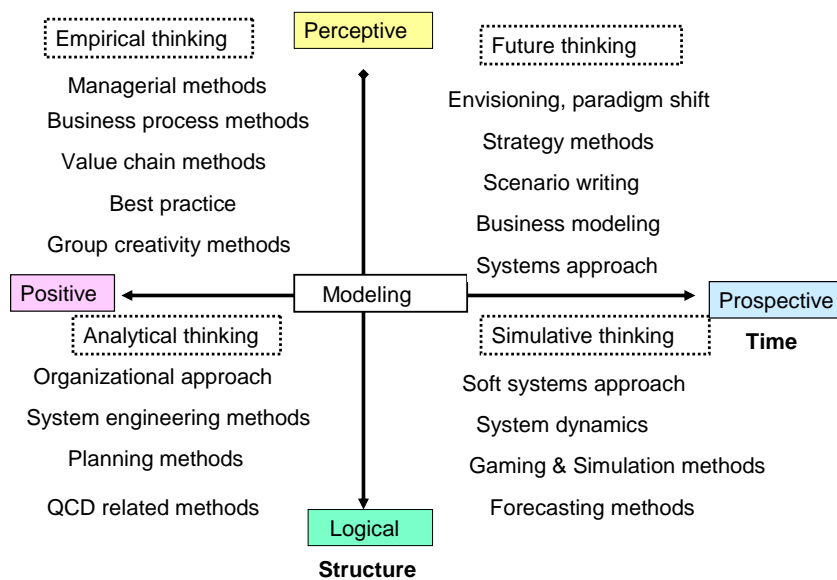 Perceptive
Empirical thinking
Managerial methods
Business process methods
Value chain methods
Best practice
Group creativity methods
Future thinking
Envisioning, paradigm shift
Strategy methods
Scenario writing
Business modeling
Systems approach
Positive
Modeling
Prospective
Time
Analytical thinking
Organizational approach
System engineering methods
Planning methods
QCD related methods
Simulative thinking
Soft systems approach
System dynamics
Gaming & Simulation methods
Forecasting methods
Logical
Structure